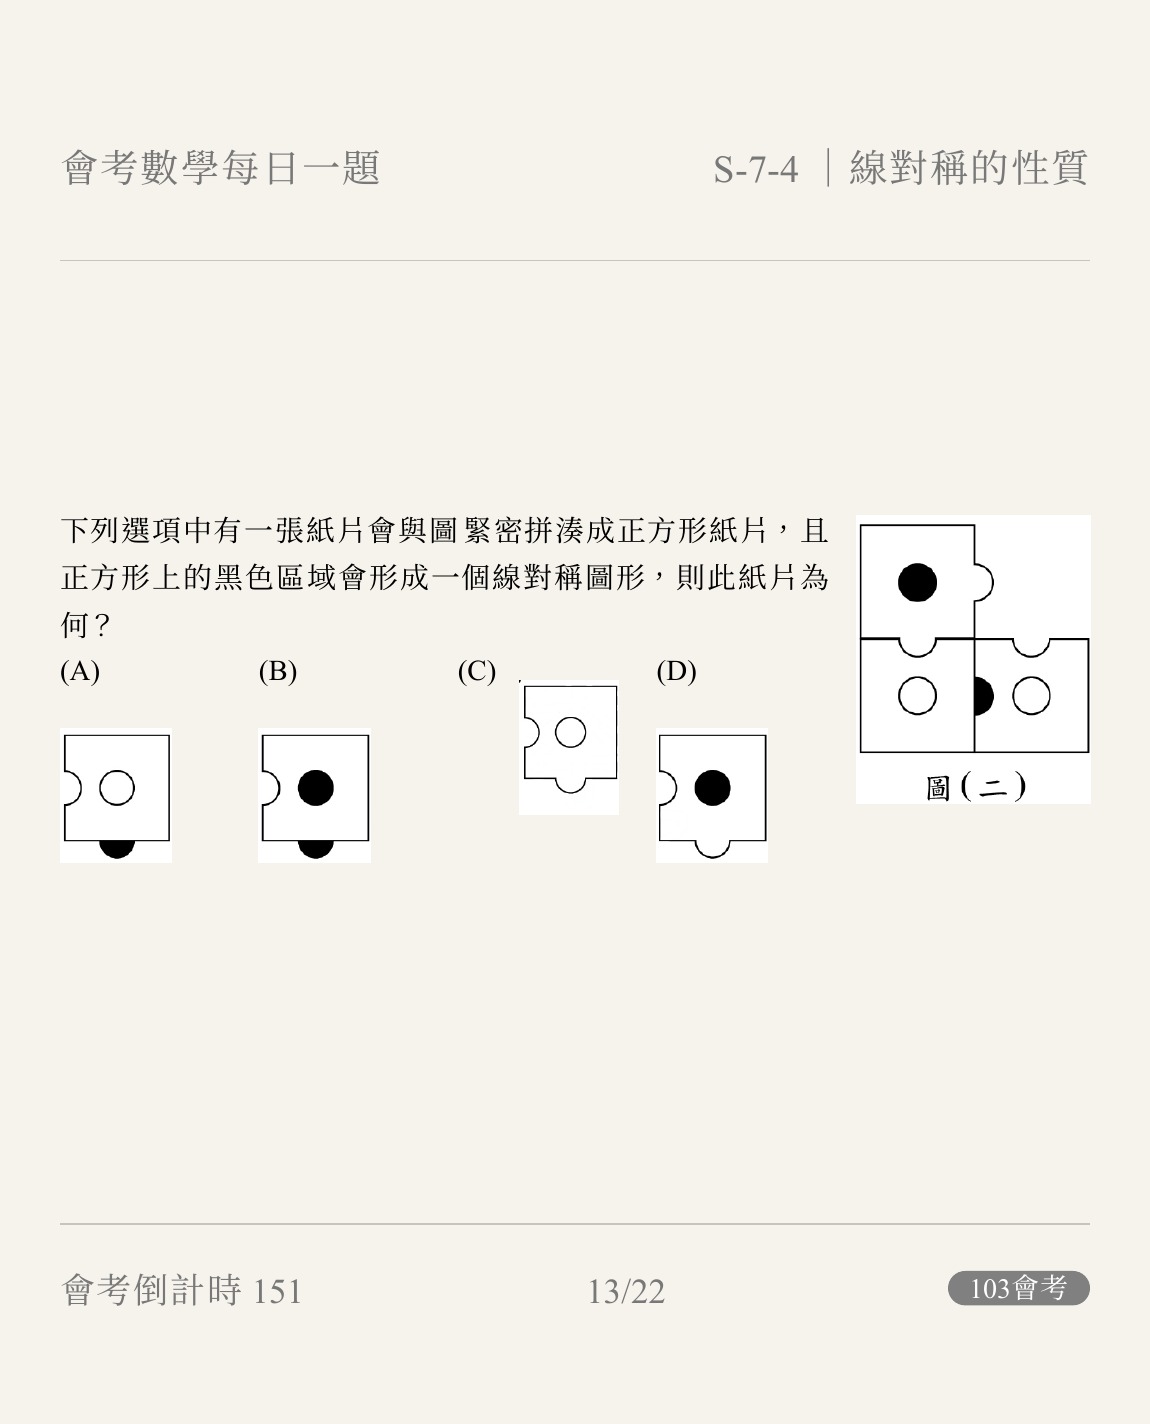 會考數學每日一題
S-7-4 ｜線對稱的性質
下列選項中有一張紙片會與圖 緊密拼湊成正方形紙片，且
正方形上的黑色區域會形成一個線對稱圖形，則此紙片為
何？
(A) (B) (C) (D)
圖(二)
會考倒計時 151
13/22
103會考